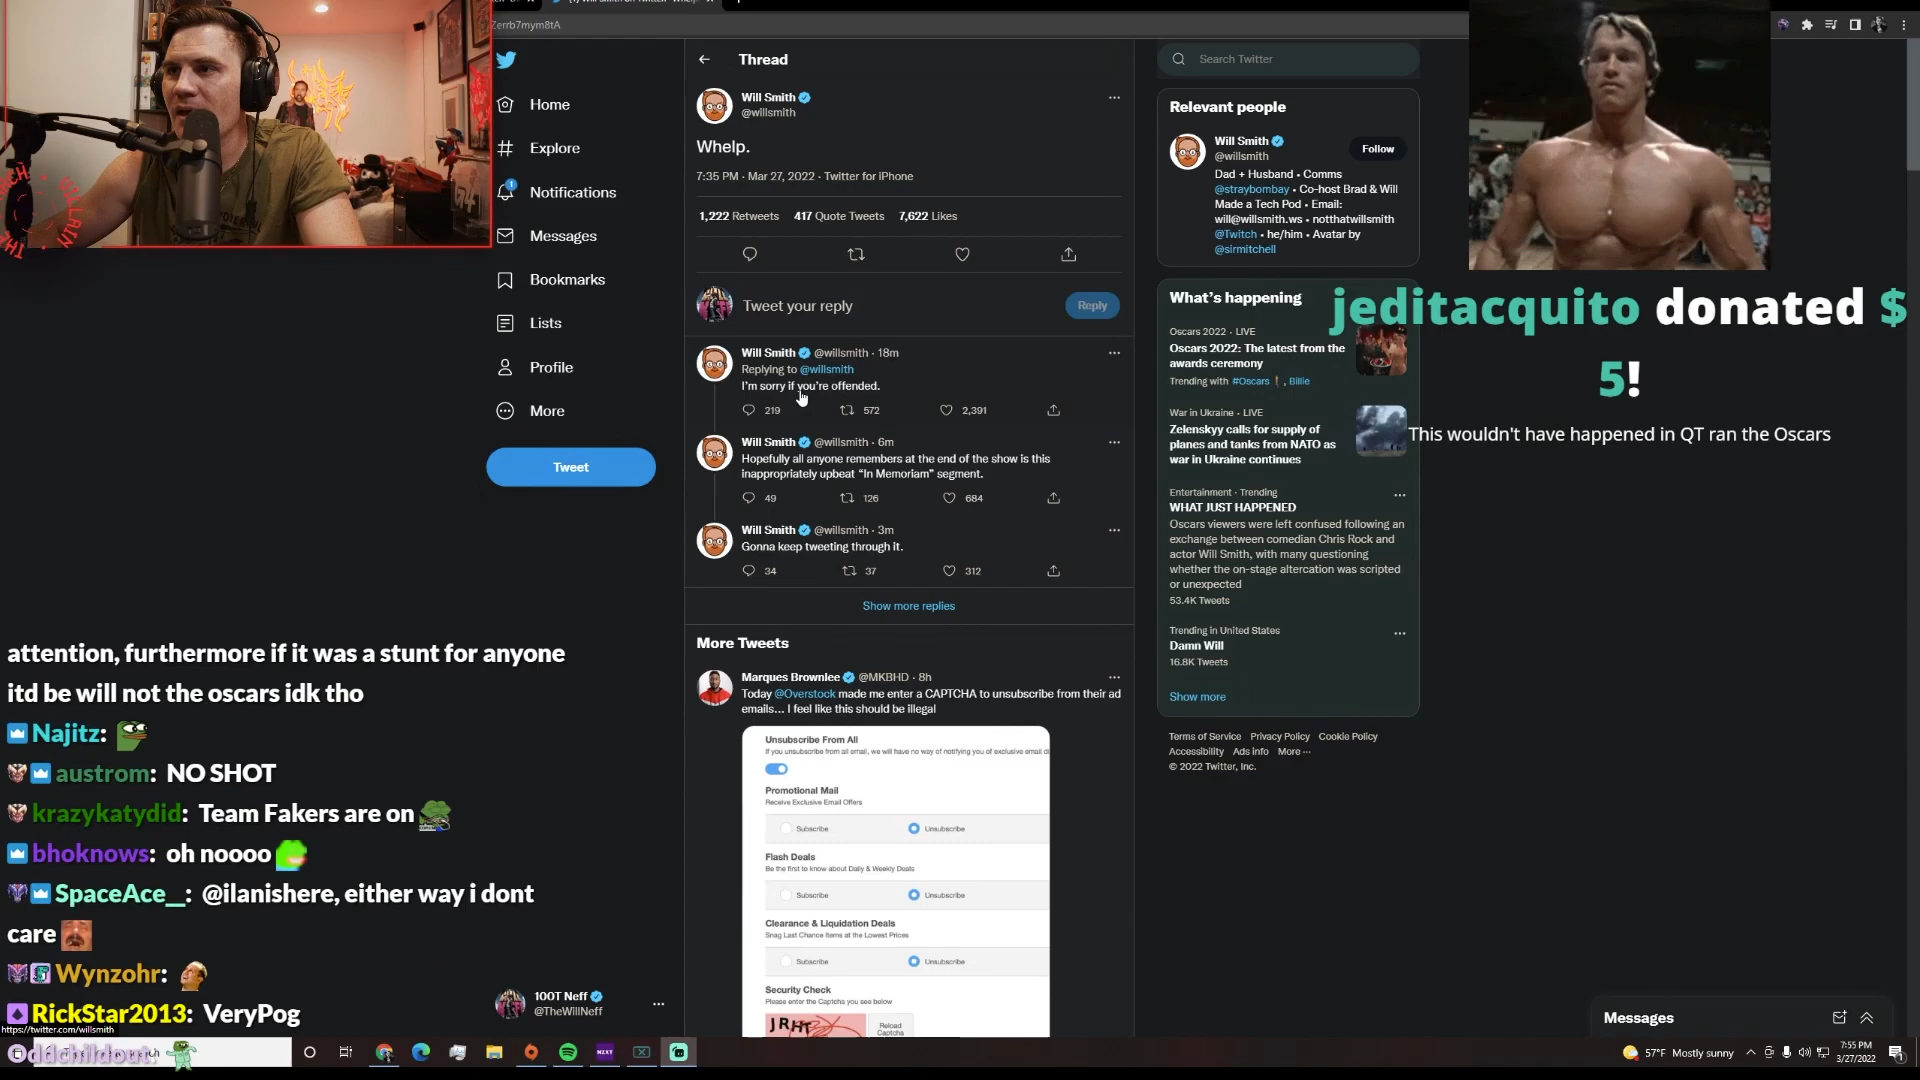 Zerrb7mym8tA
Home
Explore
Notifications
1
Messages
Bookmarks
Lists
Profile
More
Tweet
100T Neff
@TheWillNeff
Thread
Will Smith
@willsmith
Whelp.
7:35 PM · Mar 27, 2022 · Twitter for iPhone
1,222 Retweets 417 Quote Tweets 7,622 Likes
Tweet your reply
Reply
Will Smith @willsmith · 18m
Replying to @willsmith
I'm sorry if you're offended.
219 572 2,391
Will Smith @willsmith · 6m
Hopefully all anyone remembers at the end of the show is this
inappropriately upbeat "In Memoriam" segment.
49 126 684
Will Smith @willsmith · 3m
Gonna keep tweeting through it.
34 37 312
Show more replies
More Tweets
Marques Brownlee @MKBHD · 8h
Today @Overstock made me enter a CAPTCHA to unsubscribe from their ad
emails... I feel like this should be illegal
Unsubscribe From All
If you unsubscribe from all email, we will have no way of notifying you of exclusive email
Promotional Mail
Receive Exclusive Email Offers
Subscribe Unsubscribe
Flash Deals
Be the first to know about Daily & Weekly Deals
Subscribe Unsubscribe
Clearance & Liquidation Deals
Snag Last Chance Items at the Lowest Prices
Subscribe Unsubscribe
Security Check
Please enter the Captcha you see below
JRHT
Reload
Captcha
Search Twitter
Relevant people
Will Smith
@willsmith
Follow
Dad + Husband • Comms
@straybombay • Co-host Brad & Will
Made a Tech Pod • Email:
will@willsmith.ws • notthatwillsmith
@Twitch • he/him • Avatar by
@sirmitchell
What's happening
Oscars 2022 · LIVE
Oscars 2022: The latest from the
awards ceremony
Trending with #Oscars, Billie
War in Ukraine · LIVE
Zelenskyy calls for supply of
planes and tanks from NATO as
war in Ukraine continues
Entertainment · Trending
WHAT JUST HAPPENED
Oscars viewers were left confused following an
exchange between comedian Chris Rock and
actor Will Smith, with many questioning
whether the on-stage altercation was scripted
or unexpected
53.4K Tweets
Trending in United States
Damn Will
16.8K Tweets
Show more
Terms of Service Privacy Policy Cookie Policy
Accessibility Ads info More ···
© 2022 Twitter, Inc.
jeditacquito donated $
5!
This wouldn't have happened in QT ran the Oscars
attention, furthermore if it was a stunt for anyone
itd be will not the oscars idk tho
Najitz:
austrom: NO SHOT
krazykatydid: Team Fakers are on
bhoknows: oh noooo
SpaceAce__: @ilanishere, either way i dont
care
Wynzohr:
RickStar2013: VeryPog
https://twitter.com/willsmith
Messages
57°F Mostly sunny
7:55 PM
3/27/2022